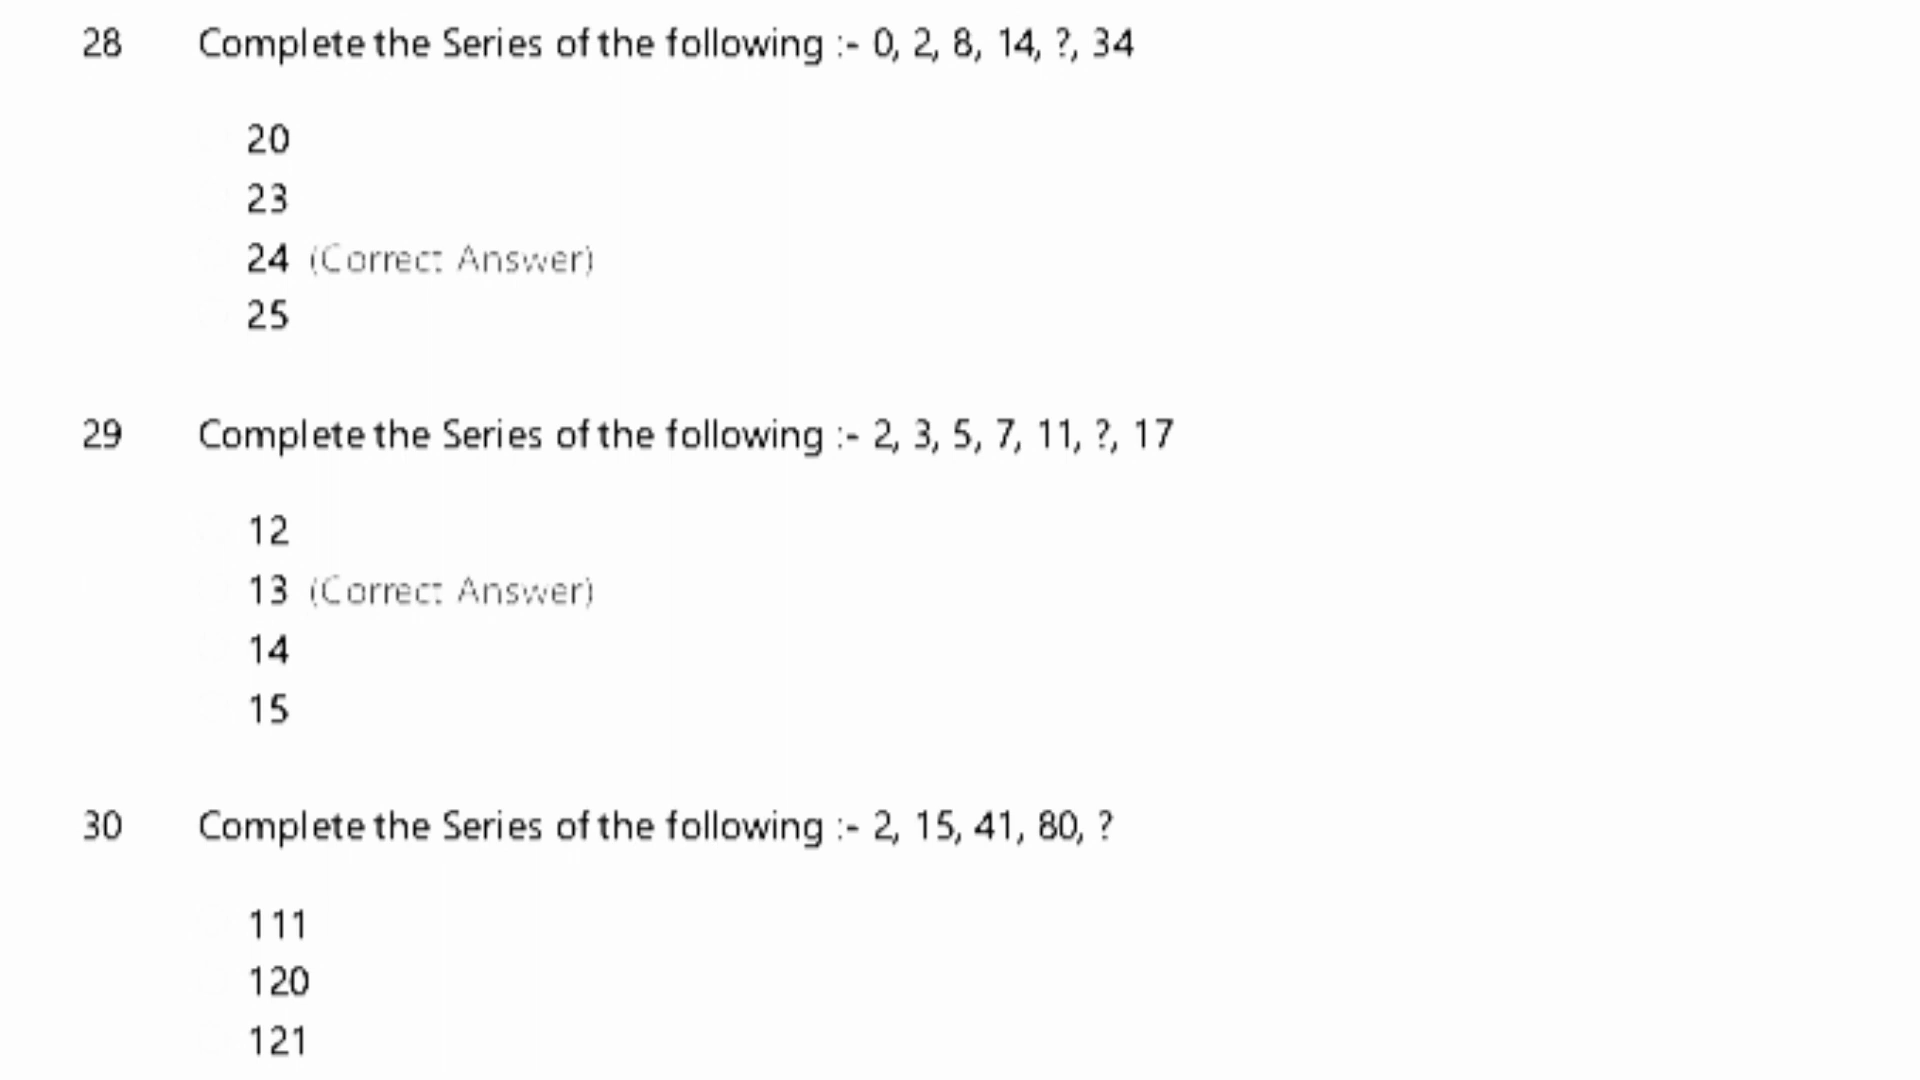 28 Complete the Series of the following :- 0, 2, 8, 14, ?, 34
20
23
24 (Correct Answer)
25
29 Complete the Series of the following :- 2, 3, 5, 7, 11, ?, 17
12
13 (Correct Answer)
14
15
30 Complete the Series of the following :- 2, 15, 41, 80, ?
111
120
121